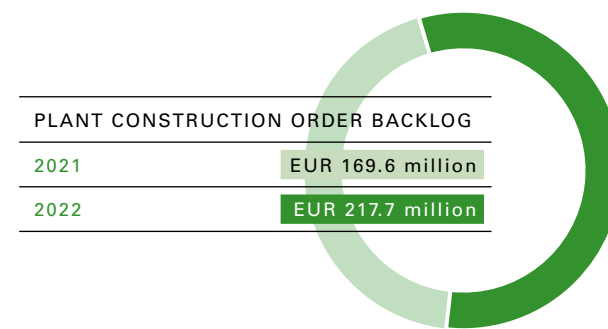 PLANT CONSTRUCTION ORDER BACKLOG
2021 EUR 169.6 million
2022 EUR 217.7 million